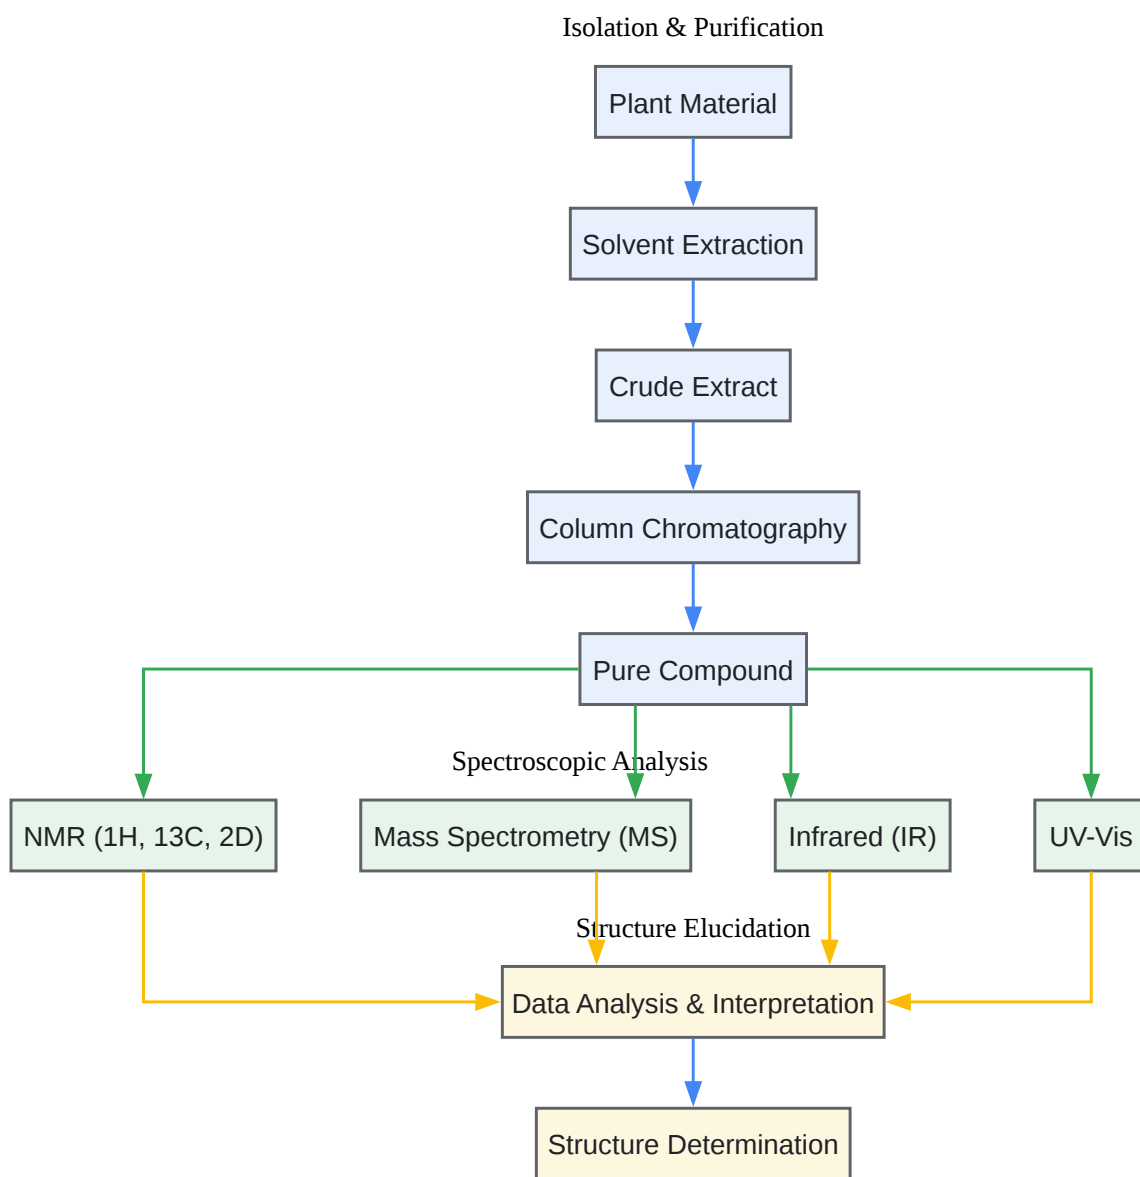 Isolation & Purification
Plant Material
Solvent Extraction
Crude Extract
Column Chromatography
Pure Compound
Spectroscopic Analysis
NMR (1H, 13C, 2D)
Mass Spectrometry (MS)
Infrared (IR)
UV-Vis
Structure Elucidation
Data Analysis & Interpretation
Structure Determination